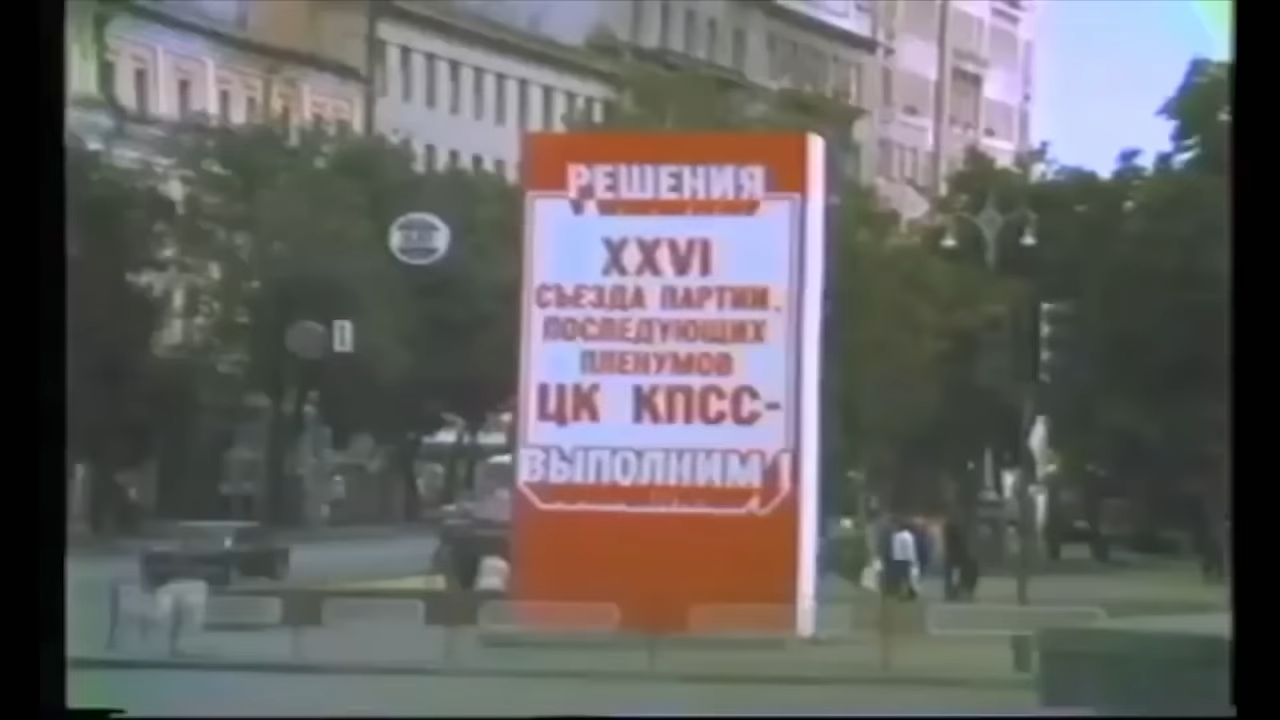 РЕШЕНИЯ
XXVI
СЪЕЗДА ПАРТИИ,
ПОСЛЕДУЮЩИХ
ПЛЕНУМОВ
ЦК КПСС-
ВЫПОЛНИМ!